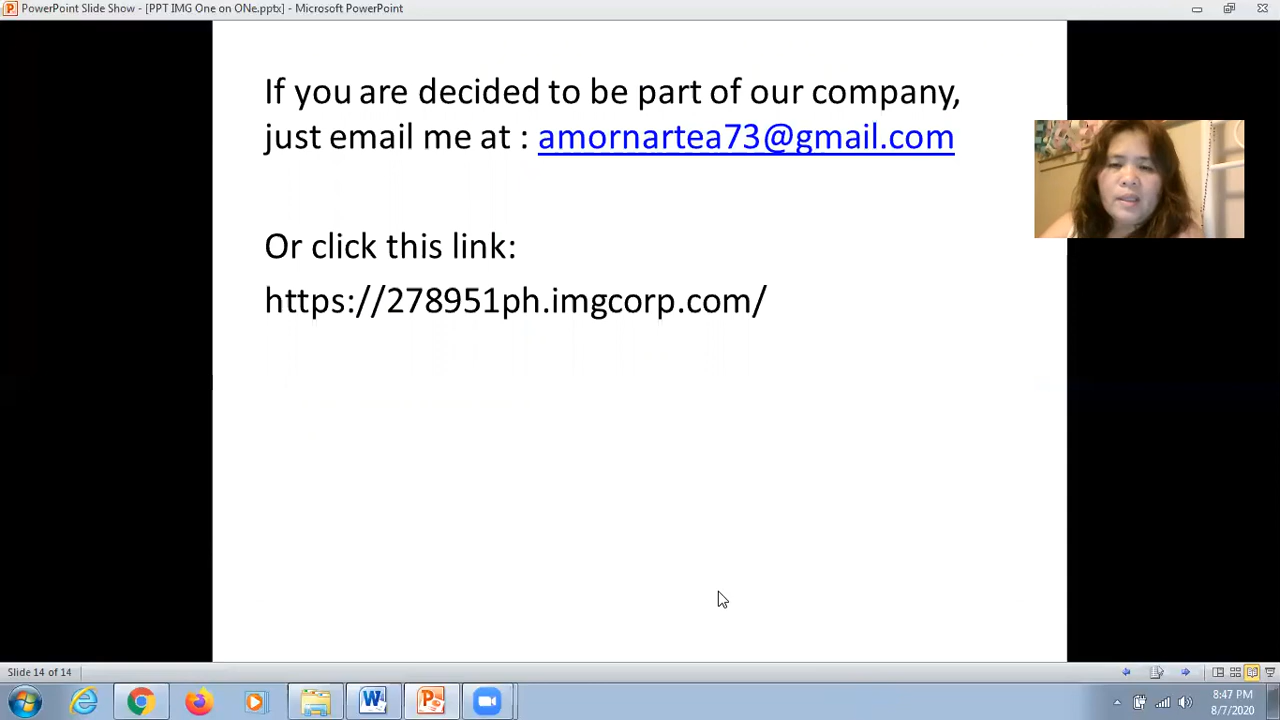 PowerPoint Slide Show - [PPT IMG One on ONe.pptx] - Microsoft PowerPoint
If you are decided to be part of our company,
just email me at : amornartea73@gmail.com
Or click this link:
https://278951ph.imgcorp.com/
Slide 14 of 14
8:47 PM
8/7/2020